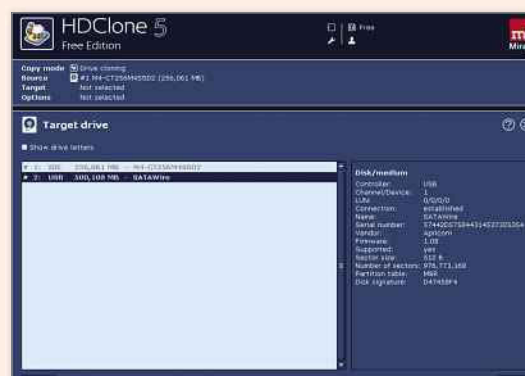 HDClone 5
Free Edition
Free
Mira
Copy mode Drive cloning
Source #1 M4-CT256M4SSD2 (256,061 MB)
Target Not selected
Options Not selected
Target drive
Show drive letters
# 1: IDE 256,061 MB - M4-CT256M4SSD2
# 2: USB 500,108 MB - SATAWire
Disk/medium
Controller: USB
Channel/Device: 1
LUN: 0/0/0/0
Connection: established
Name: SATAWire
Serial number:
Vendor: Apricorn
Firmware: 1.08
Supported: yes
Sector size: 512 B
Number of sectors: 976,773,168
Partition table: MBR
Disk signature: